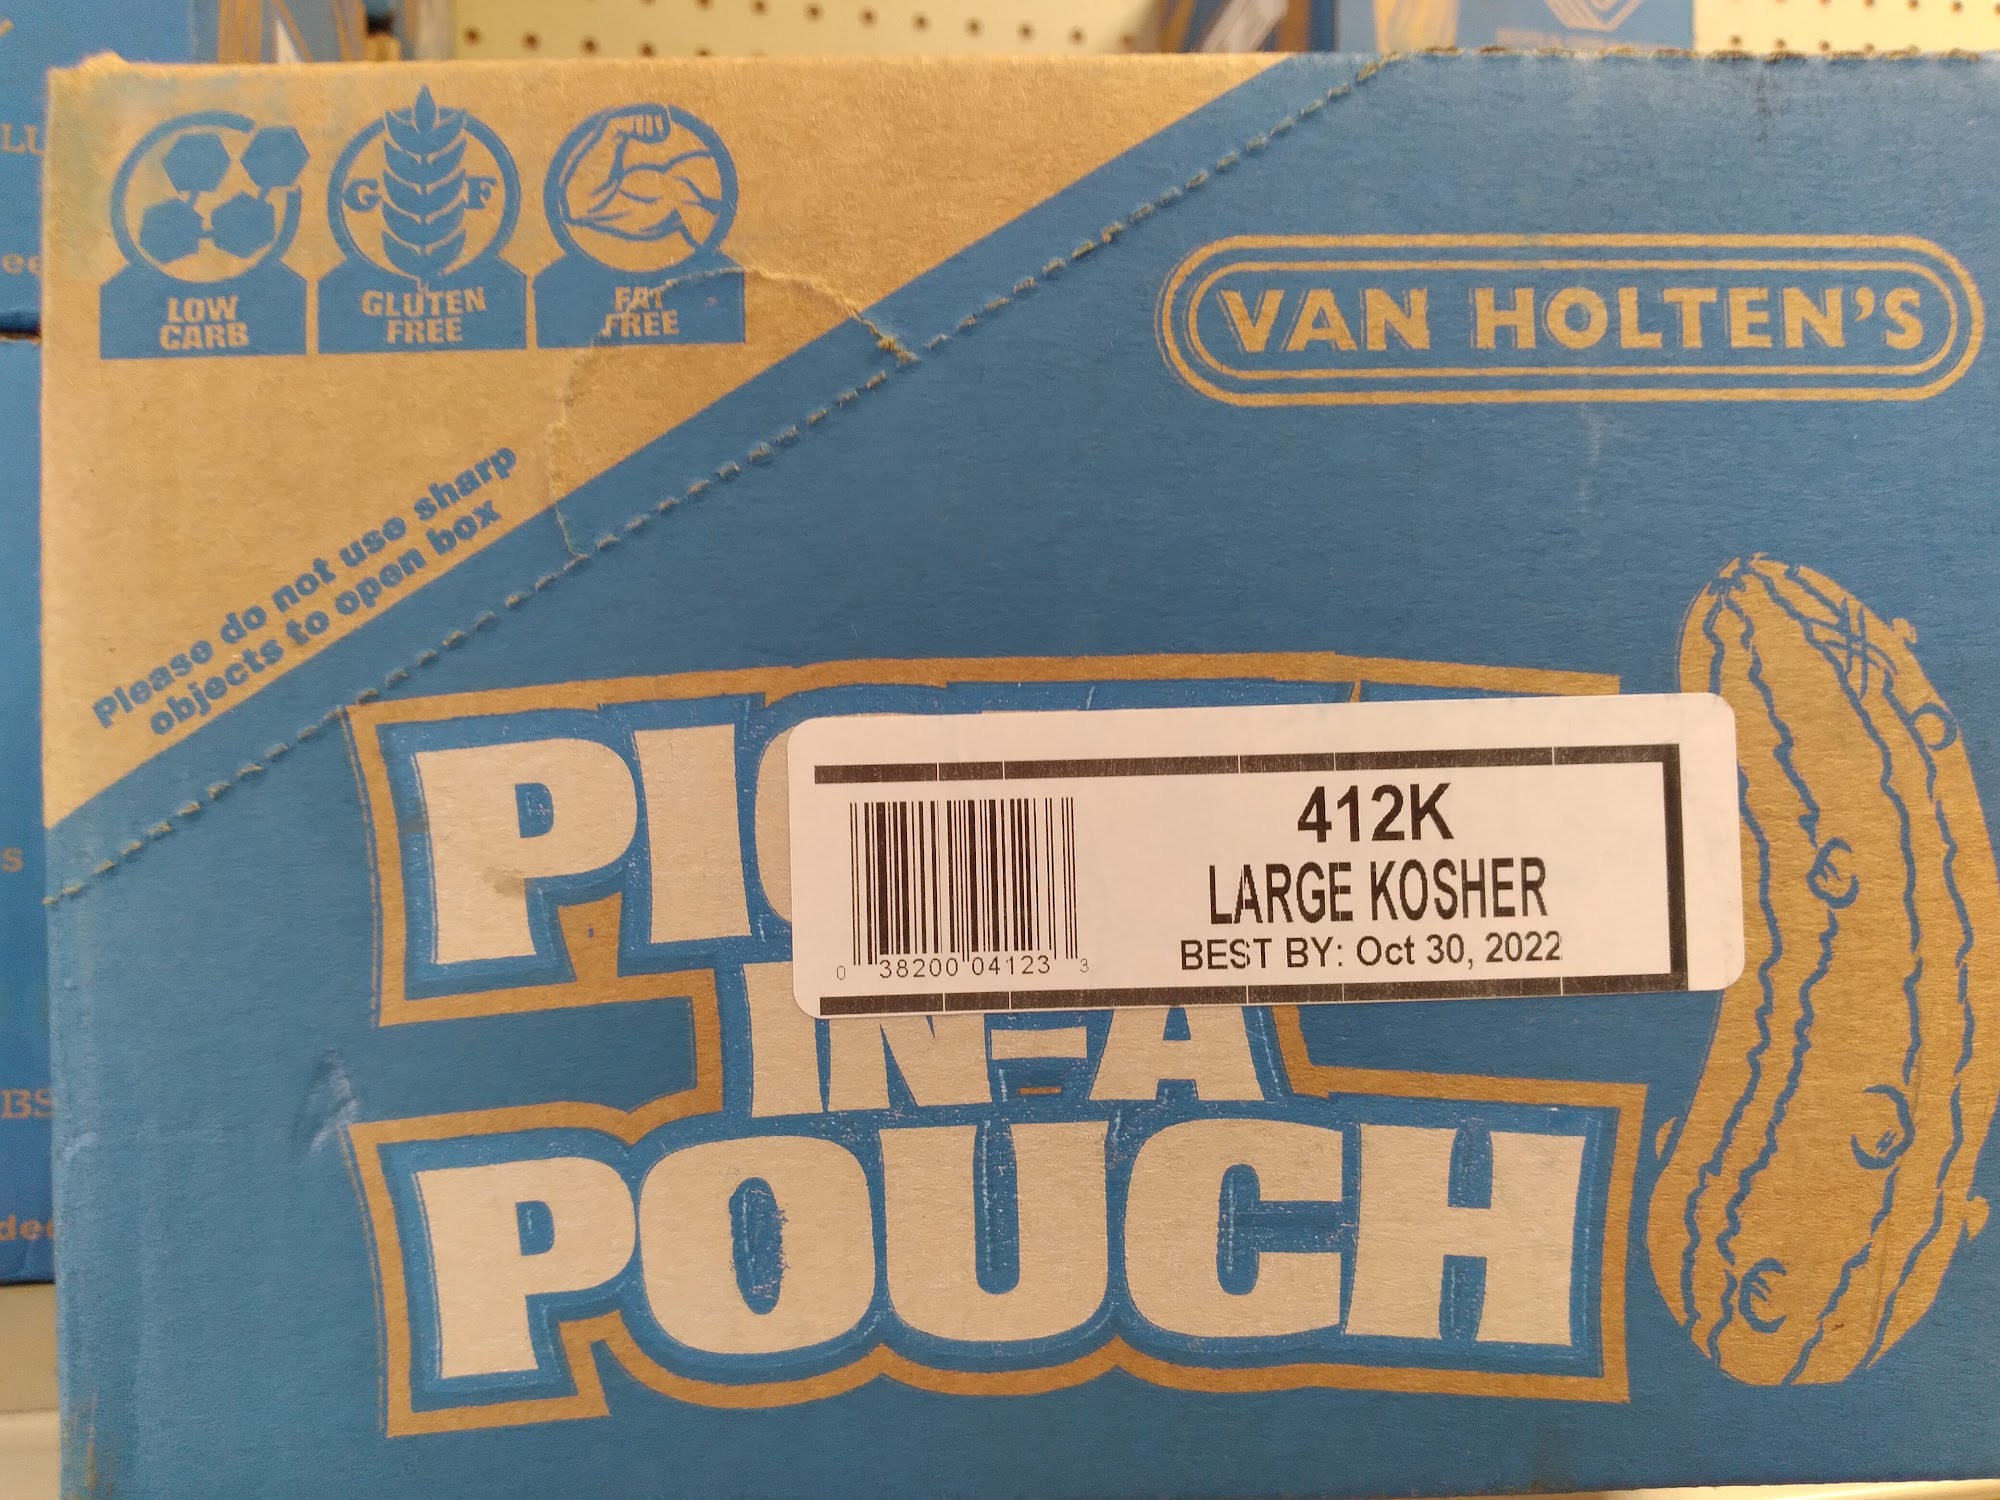 LOW
CARB
G F
GLUTEN
FREE
FAT
FREE
VAN HOLTEN'S
Please do not use sharp
objects to open box
412K
LARGE KOSHER
BEST BY: Oct 30, 2022
0 38200 04123 3
IN-A
POUCH